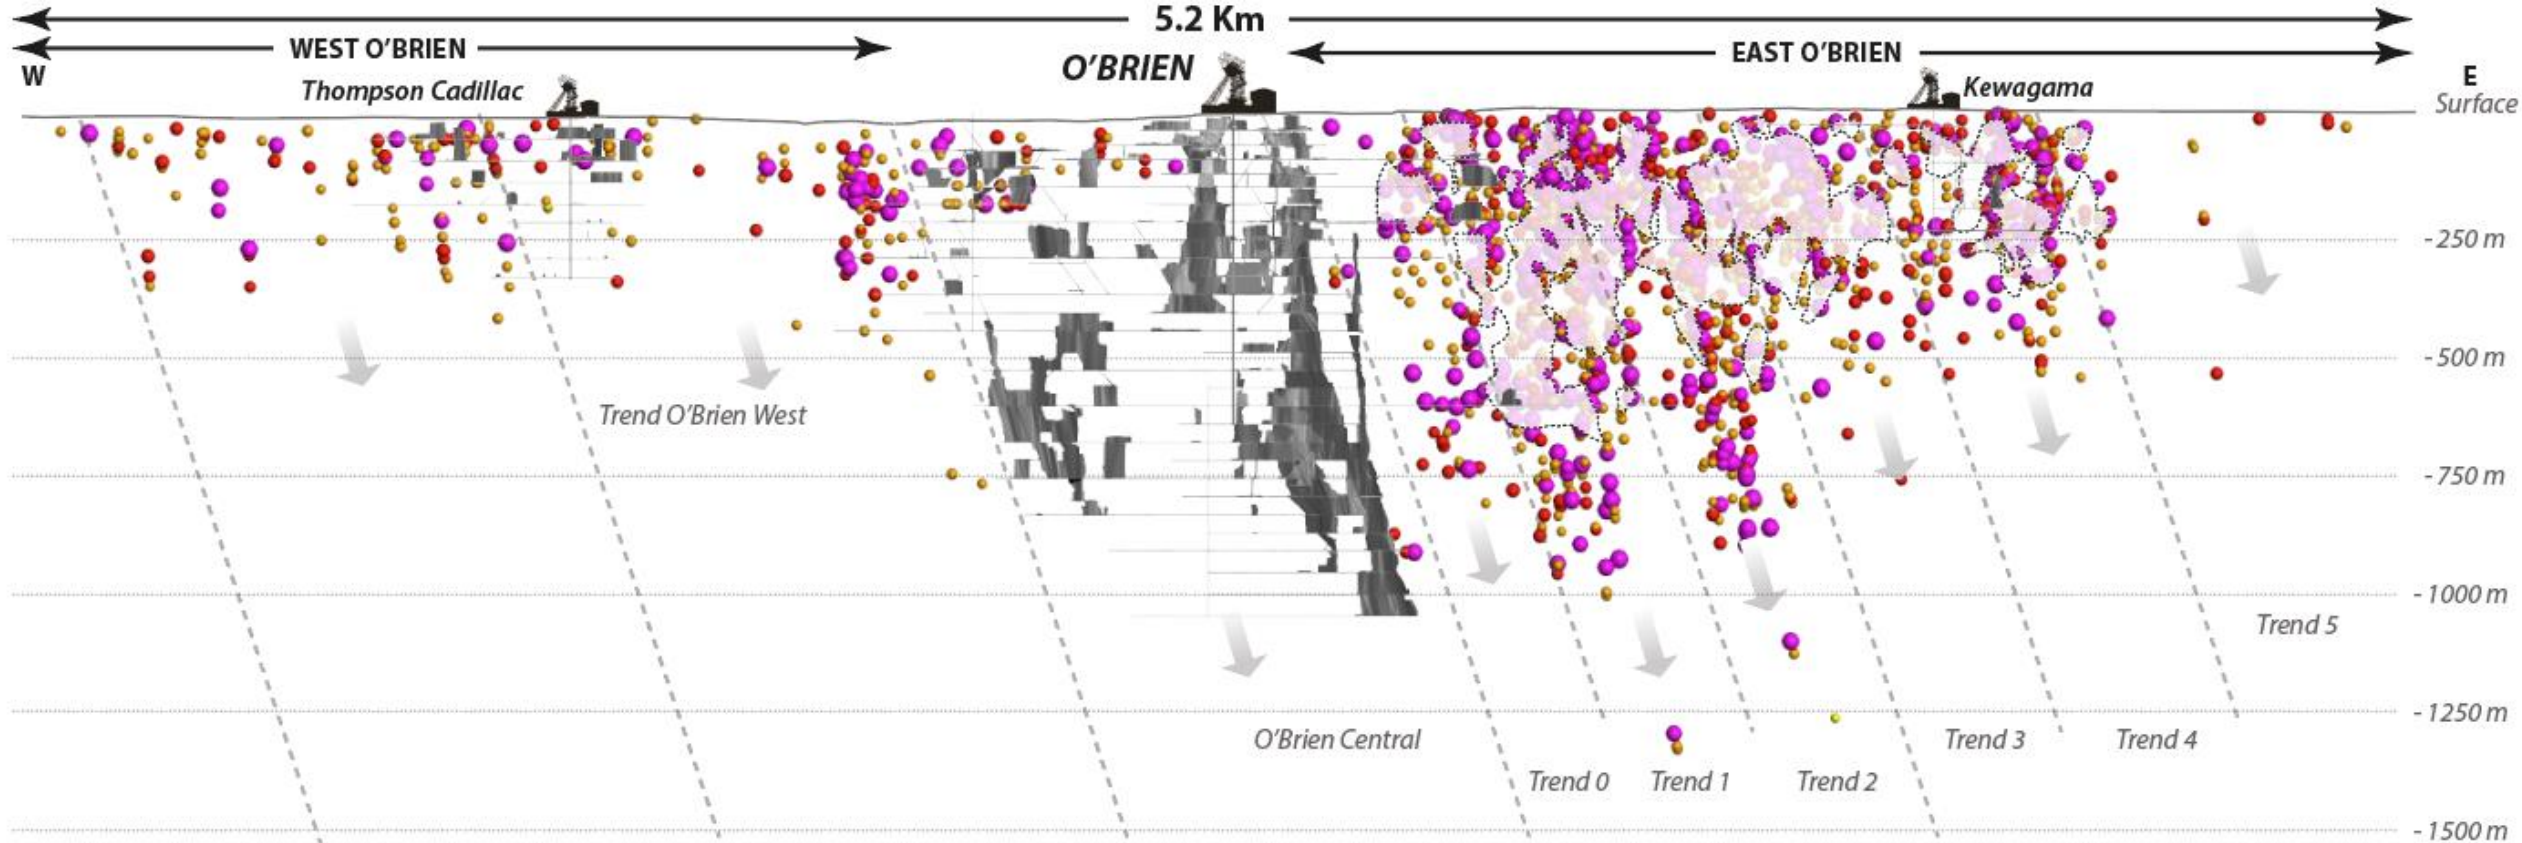 5.2 Km
WEST O'BRIEN
EAST O'BRIEN
W
O'BRIEN
E
Thompson Cadillac
Kewagama
Surface
- 250 m
- 500 m
Trend O'Brien West
- 750 m
- 1000 m
Trend 5
- 1250 m
O'Brien Central
Trend 3
Trend 4
Trend 0
Trend 1
Trend 2
- 1500 m